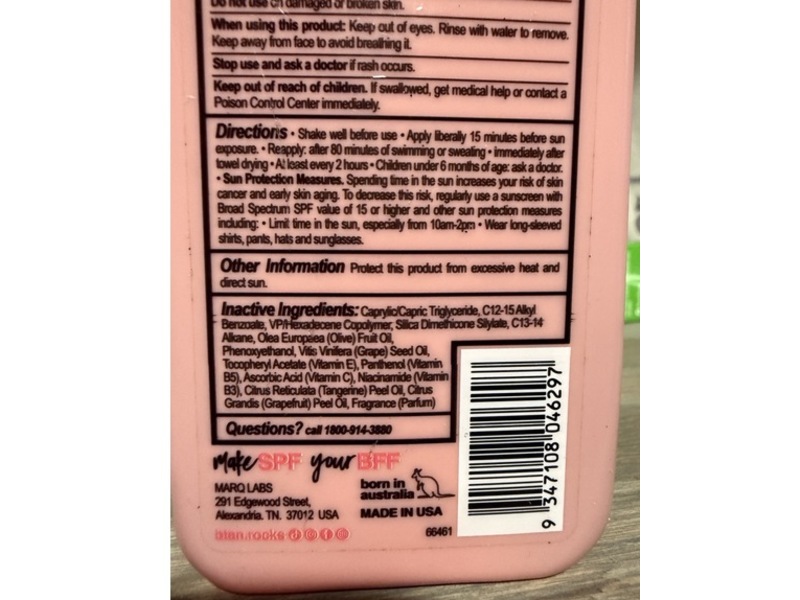 Do not use on damaged or broken skin.
When using this product: Keep out of eyes. Rinse with water to remove.
Keep away from face to avoid breathing it.
Stop use and ask a doctor if rash occurs.
Keep out of reach of children. If swallowed, get medical help or contact a
Poison Control Center immediately.
Directions • Shake well before use • Apply liberally 15 minutes before sun
exposure. • Reapply: after 80 minutes of swimming or sweating • immediately after
towel drying • At least every 2 hours • Children under 6 months of age: ask a doctor.
• Sun Protection Measures. Spending time in the sun increases your risk of skin
cancer and early skin aging. To decrease this risk, regularly use a sunscreen with
Broad Spectrum SPF value of 15 or higher and other sun protection measures
including: • Limit time in the sun, especially from 10am-2pm • Wear long-sleeved
shirts, pants, hats and sunglasses.
Other Information Protect this product from excessive heat and
direct sun.
Inactive Ingredients: Caprylic/Capric Triglyceride, C12-15 Alkyl
Benzoate, VP/Hexadecene Copolymer, Silica Dimethicone Silylate, C13-14
Alkane, Olea Europaea (Olive) Fruit Oil,
Phenoxyethanol, Vitis Vinifera (Grape) Seed Oil,
Tocopheryl Acetate (Vitamin E), Panthenol (Vitamin
B5), Ascorbic Acid (Vitamin C), Niacinamide (Vitamin
B3), Citrus Reticulata (Tangerine) Peel Oil, Citrus
Grandis (Grapefruit) Peel Oil, Fragrance (Parfum)
Questions? call 1800-914-3880
make SPF your BFF
MARQ LABS
291 Edgewood Street,
Alexandria. TN. 37012 USA
born in
australia
MADE IN USA
btan.rocks
66461
9 347108 046297